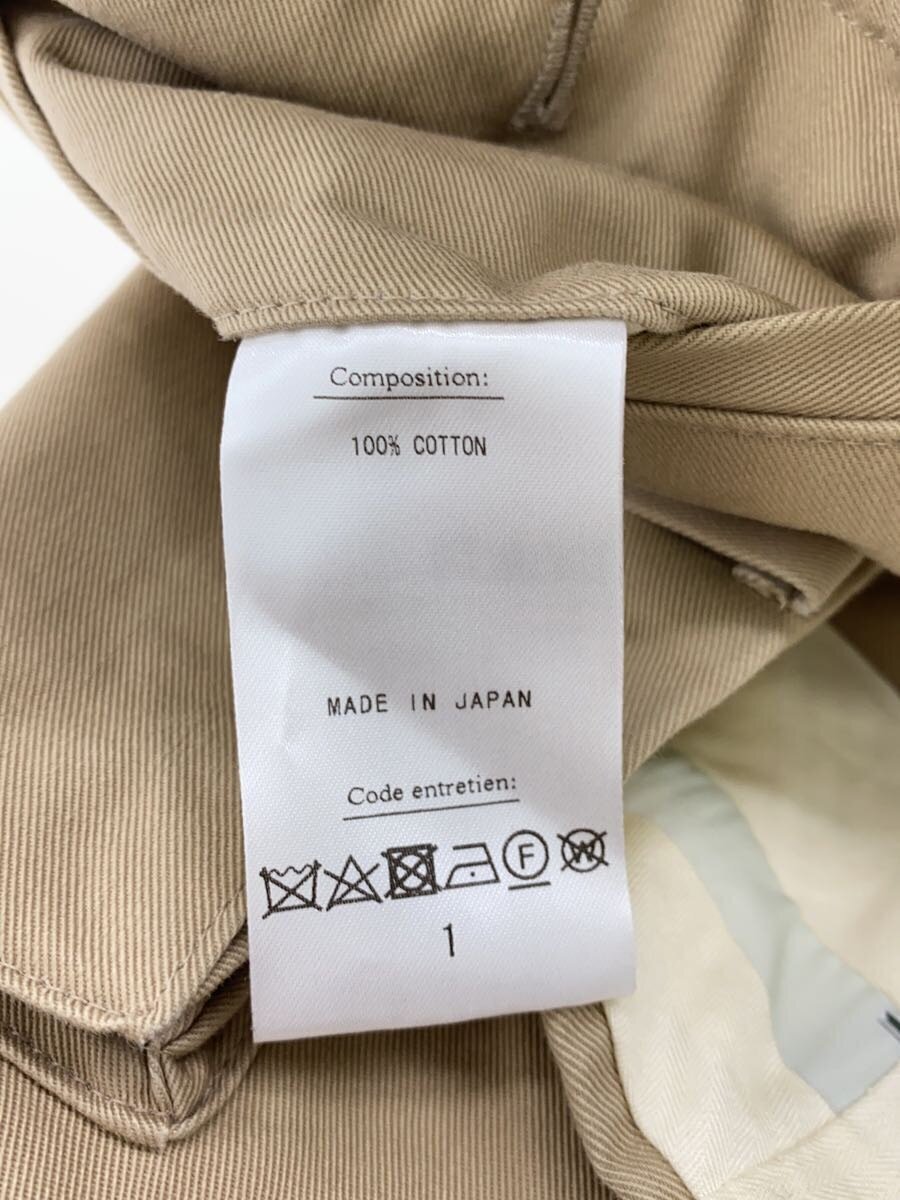 Composition:
100% COTTON
MADE IN JAPAN
Code entretien:
F W
1